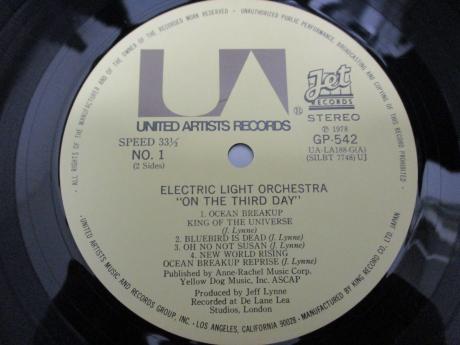 UNAUTHORIZED PUBLIC PERFORMANCE, BROADCASTING AND COPYING OF THIS RECORD PROHIBITED
ALL RIGHTS OF THE MANUFACTURER AND OF THE OWNER OF THE RECORDED WORK RESERVED
UA
®
Jet
RECORDS
UNITED ARTISTS RECORDS
STEREO
SPEED 33⅓
Ⓟ 1978
NO. 1
GP-542
(2 Sides)
UA-LA188-G(A)
(SILBT 7748) UJ
ELECTRIC LIGHT ORCHESTRA
"ON THE THIRD DAY"
1. OCEAN BREAKUP
KING OF THE UNIVERSE
(J. Lynne)
2. BLUEBIRD IS DEAD (J. Lynne)
3. OH NO NOT SUSAN (J. Lynne)
4. NEW WORLD RISING
OCEAN BREAKUP REPRISE (J. Lynne)
Published by Anne-Rachel Music Corp.
Yellow Dog Music, Inc. ASCAP
Produced by Jeff Lynne
Recorded at De Lane Lea
Studios, London
UNITED ARTISTS MUSIC AND RECORDS GROUP, INC. • LOS ANGELES, CALIFORNIA 90028 • MANUFACTURED BY KING RECORD CO, LTD. JAPAN